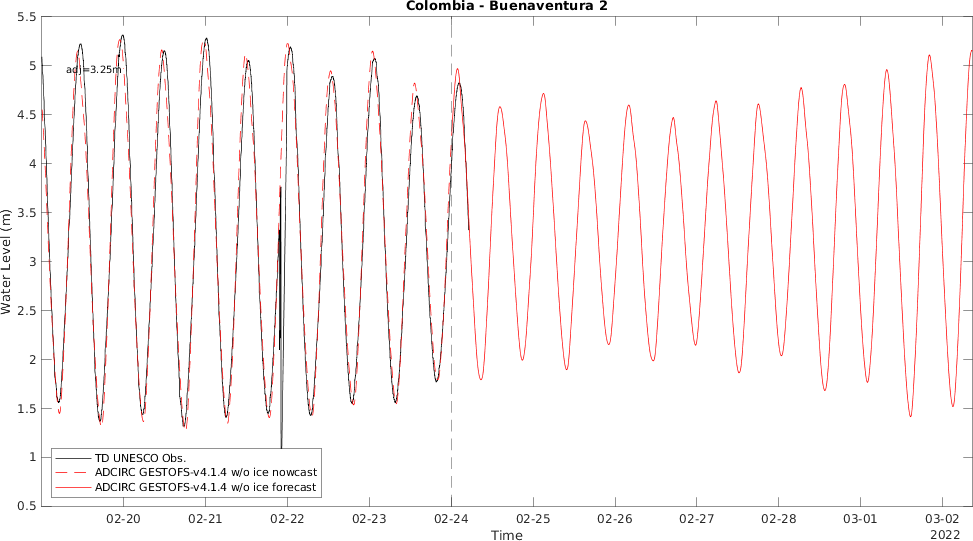 Colombia - Buenaventura 2
5.5
5
4.5
4
3.5
3
2.5
2
1.5
1
0.5
Water Level (m)
adj=3.25m
TD UNESCO Obs.
ADCIRC GESTOFS-v4.1.4 w/o ice nowcast
ADCIRC GESTOFS-v4.1.4 w/o ice forecast
02-20 02-21 02-22 02-23 02-24 02-25 02-26 02-27 02-28 03-01 03-02
Time 2022